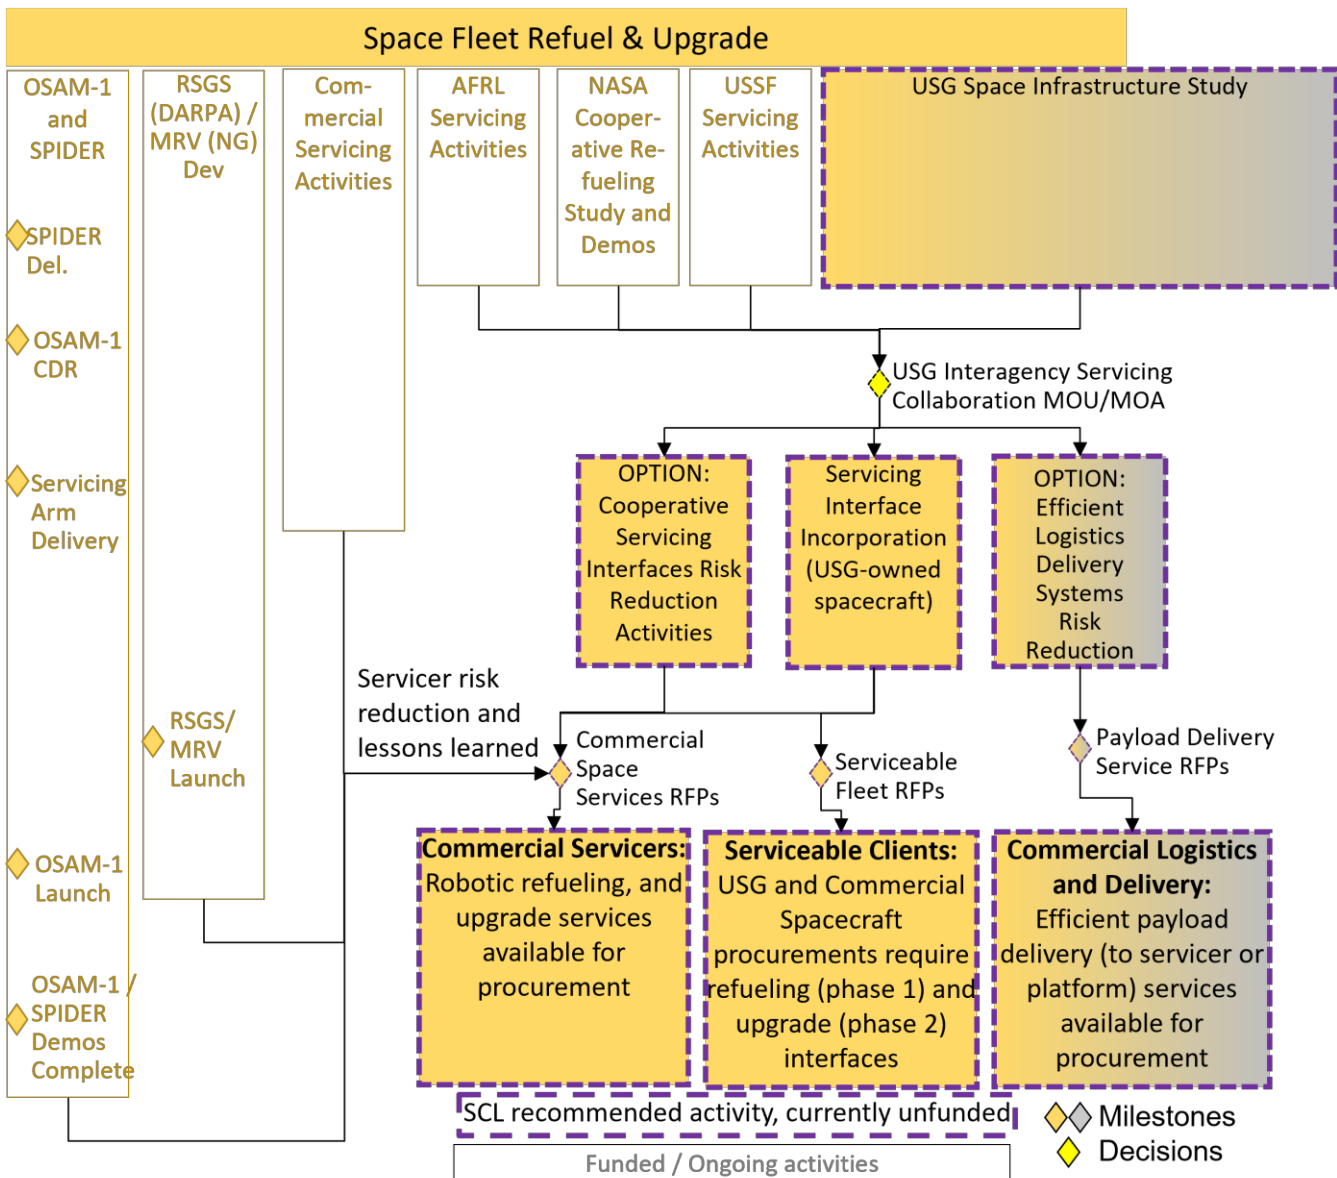 Space Fleet Refuel & Upgrade
OSAM-1
and
SPIDER
SPIDER
Del.
OSAM-1
CDR
Servicing
Arm
Delivery
OSAM-1
Launch
OSAM-1 /
SPIDER
Demos
Complete
RSGS
(DARPA) /
MRV (NG)
Dev
RSGS/
MRV
Launch
Com-
mercial
Servicing
Activities
AFRL
Servicing
Activities
NASA
Cooper-
ative Re-
fueling
Study and
Demos
USSF
Servicing
Activities
USG Space Infrastructure Study
USG Interagency Servicing
Collaboration MOU/MOA
OPTION:
Cooperative
Servicing
Interfaces Risk
Reduction
Activities
Servicing
Interface
Incorporation
(USG-owned
spacecraft)
OPTION:
Efficient
Logistics
Delivery
Systems
Risk
Reduction
Servicer risk
reduction and
lessons learned
Commercial
Space
Services RFPs
Serviceable
Fleet RFPs
Payload Delivery
Service RFPs
Commercial Servicers:
Robotic refueling, and
upgrade services
available for
procurement
Serviceable Clients:
USG and Commercial
Spacecraft
procurements require
refueling (phase 1) and
upgrade (phase 2)
interfaces
Commercial Logistics
and Delivery:
Efficient payload
delivery (to servicer or
platform) services
available for
procurement
SCL recommended activity, currently unfunded
Funded / Ongoing activities
Milestones
Decisions